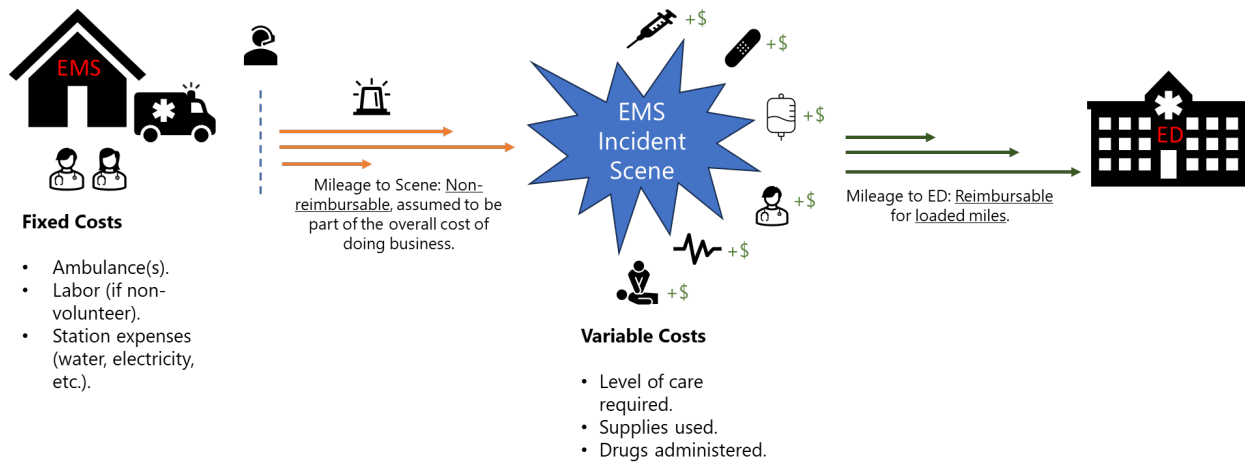 EMS
Mileage to Scene: Non-
reimbursable, assumed to be
part of the overall cost of
doing business.
Fixed Costs
• Ambulance(s).
• Labor (if non-
volunteer).
• Station expenses
(water, electricity,
etc.).
EMS
Incident
Scene
+$
+$
+$
+$
+$
+$
Variable Costs
• Level of care
required.
• Supplies used.
• Drugs administered.
Mileage to ED: Reimbursable
for loaded miles.
ED